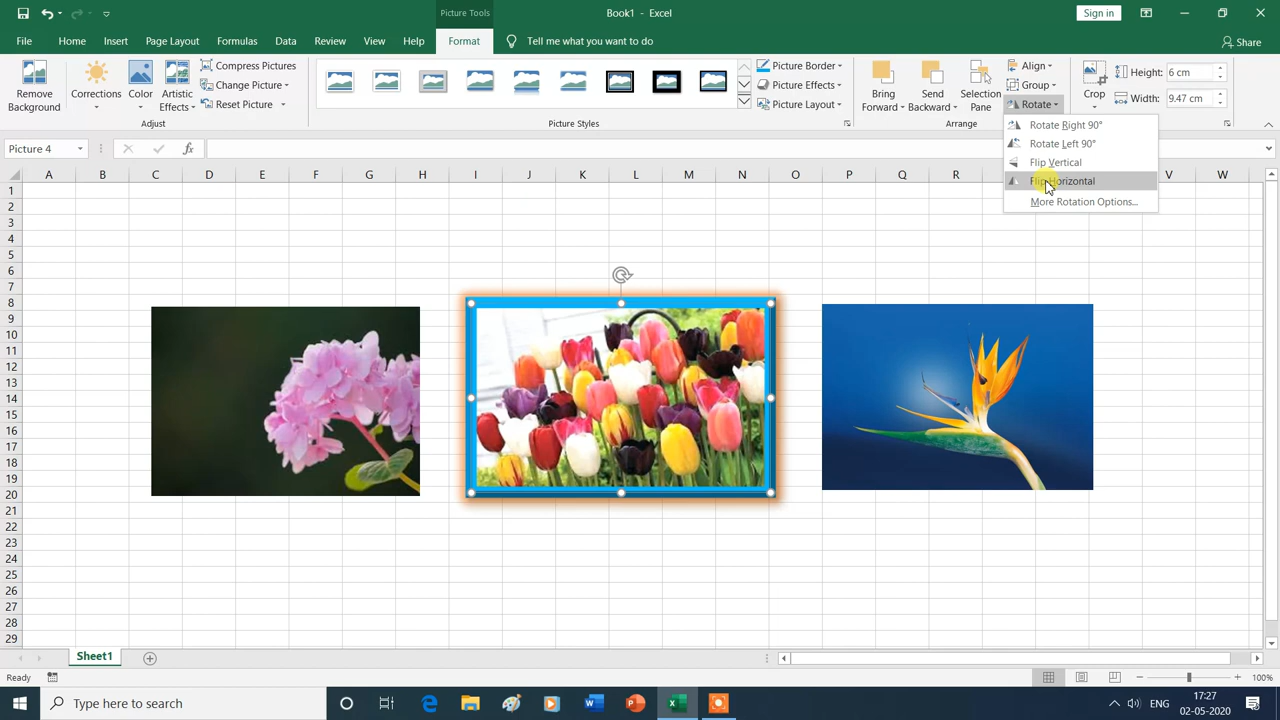 Picture Tools
Book1 - Excel
Sign in
File Home Insert Page Layout Formulas Data Review View Help Format Tell me what you want to do Share
Remove Background
Corrections
Color
Artistic Effects
Compress Pictures
Change Picture
Reset Picture
Adjust
Picture Styles
Picture Border
Picture Effects
Picture Layout
Bring Forward
Send Backward
Selection Pane
Align
Group
Rotate
Arrange
Crop
Height: 6 cm
Width: 9.47 cm
Rotate Right 90°
Rotate Left 90°
Flip Vertical
Flip Horizontal
More Rotation Options...
Picture 4
fx
A B C D E F G H I J K L M N O P Q R V W
1
2
3
4
5
6
7
8
9
10
11
12
13
14
15
16
17
18
19
20
21
22
23
24
25
26
27
28
29
Sheet1
Ready
100%
Type here to search
ENG
17:27
02-05-2020